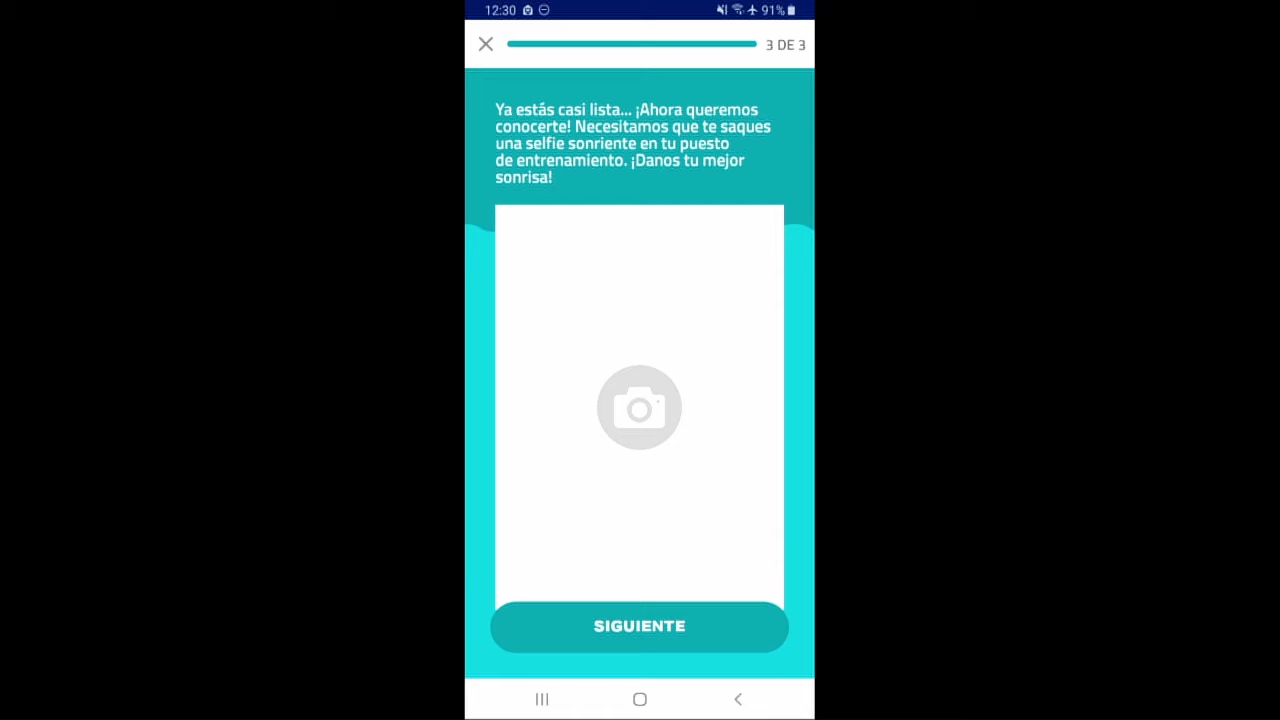 12:30
91%
3 DE 3
Ya estás casi lista... ¡Ahora queremos
conocerte! Necesitamos que te saques
una selfie sonriente en tu puesto
de entrenamiento. ¡Danos tu mejor
sonrisa!
SIGUIENTE